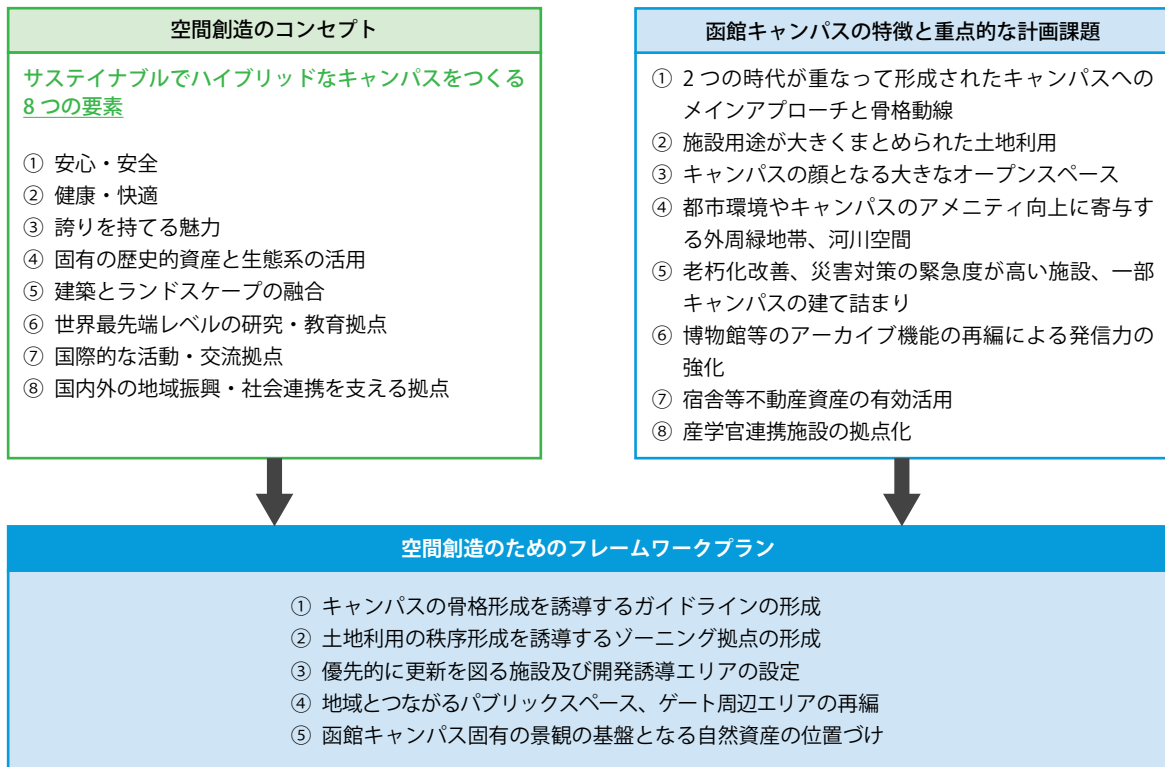 空間創造のコンセプト
サステイナブルでハイブリッドなキャンパスをつくる
8 つの要素
① 安心・安全
② 健康・快適
③ 誇りを持てる魅力
④ 固有の歴史的資産と生態系の活用
⑤ 建築とランドスケープの融合
⑥ 世界最先端レベルの研究・教育拠点
⑦ 国際的な活動・交流拠点
⑧ 国内外の地域振興・社会連携を支える拠点
函館キャンパスの特徴と重点的な計画課題
① 2 つの時代が重なって形成されたキャンパスへの
メインアプローチと骨格動線
② 施設用途が大きくまとめられた土地利用
③ キャンパスの顔となる大きなオープンスペース
④ 都市環境やキャンパスのアメニティ向上に寄与す
る外周緑地帯、河川空間
⑤ 老朽化改善、災害対策の緊急度が高い施設、一部
キャンパスの建て詰まり
⑥ 博物館等のアーカイブ機能の再編による発信力の
強化
⑦ 宿舎等不動産資産の有効活用
⑧ 産学官連携施設の拠点化
空間創造のためのフレームワークプラン
① キャンパスの骨格形成を誘導するガイドラインの形成
② 土地利用の秩序形成を誘導するゾーニング拠点の形成
③ 優先的に更新を図る施設及び開発誘導エリアの設定
④ 地域とつながるパブリックスペース、ゲート周辺エリアの再編
⑤ 函館キャンパス固有の景観の基盤となる自然資産の位置づけ